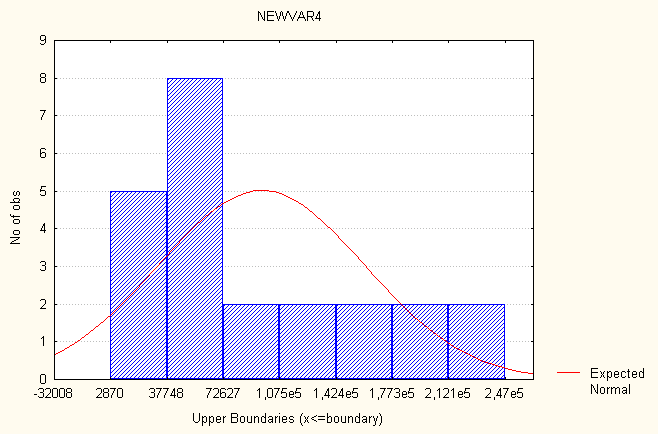 NEWVAR4
No of obs
9
8
7
6
5
4
3
2
1
0
-32008 2870 37748 72627 1,075e5 1,424e5 1,773e5 2,121e5 2,47e5
Upper Boundaries (x<=boundary)
Expected
Normal